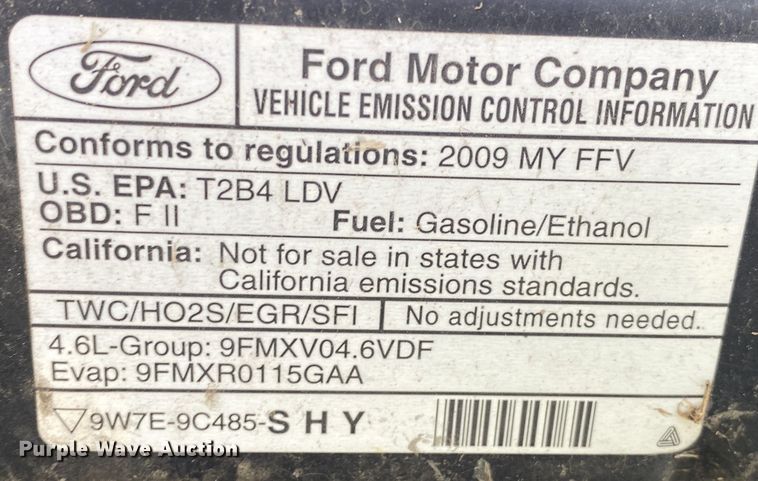 Ford
Ford Motor Company
VEHICLE EMISSION CONTROL INFORMATION
Conforms to regulations: 2009 MY FFV
U.S. EPA: T2B4 LDV
OBD: F II Fuel: Gasoline/Ethanol
California: Not for sale in states with
California emissions standards.
TWC/HO2S/EGR/SFI No adjustments needed.
4.6L-Group: 9FMXV04.6VDF
Evap: 9FMXR0115GAA
9W7E-9C485-SHY
Purple Wave Auction